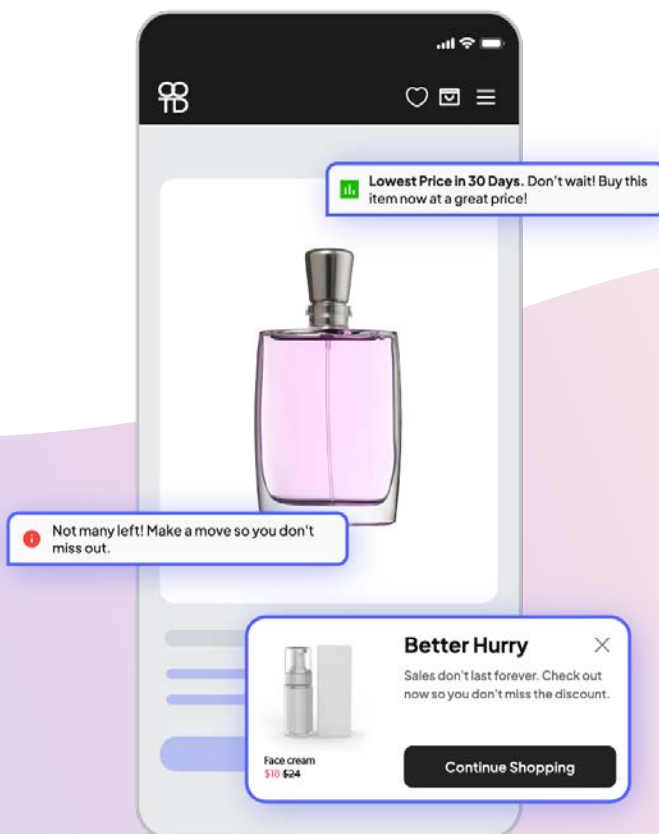 Lowest Price in 30 Days. Don't wait! Buy this
item now at a great price!
Not many left! Make a move so you don't
miss out.
Better Hurry
Sales don't last forever. Check out
now so you don't miss the discount.
Face cream
$18 $24
Continue Shopping